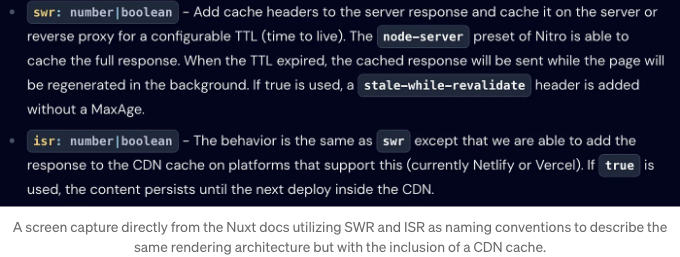 swr: number|boolean - Add cache headers to the server response and cache it on the server or
reverse proxy for a configurable TTL (time to live). The node-server preset of Nitro is able to
cache the full response. When the TTL expired, the cached response will be sent while the page will
be regenerated in the background. If true is used, a stale-while-revalidate header is added
without a MaxAge.
isr: number|boolean - The behavior is the same as swr except that we are able to add the
response to the CDN cache on platforms that support this (currently Netlify or Vercel). If true is
used, the content persists until the next deploy inside the CDN.
A screen capture directly from the Nuxt docs utilizing SWR and ISR as naming conventions to describe the
same rendering architecture but with the inclusion of a CDN cache.